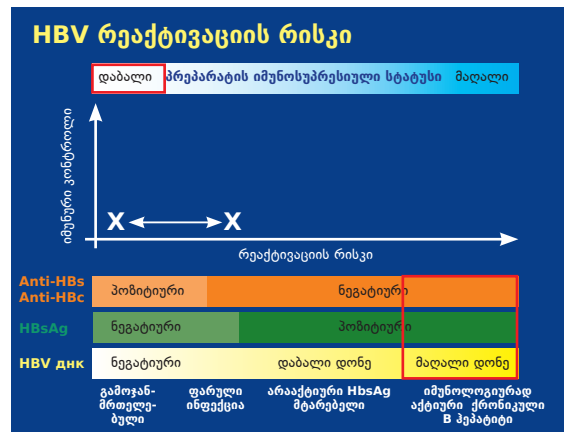 HBV რეაქტივაციის რისკი
დაბალი პრეპარატის იმუნოსუპრესიული სტატუსი მაღალი
იმუნური კონტროლი
X X
რეაქტივაციის რისკი
Anti-HBs
Anti-HBc
პოზიტიური ნეგატიური
HBsAg ნეგატიური პოზიტიური
HBV днк ნეგატიური დაბალი დონე მაღალი დონე
გამოჯან-
მრთელე-
ბული
ფარული
ინფექცია
არააქტიური HbsAg
მტარებელი
იმუნოლოგიურად
აქტიური ქრონიკული
B ჰეპატიტი